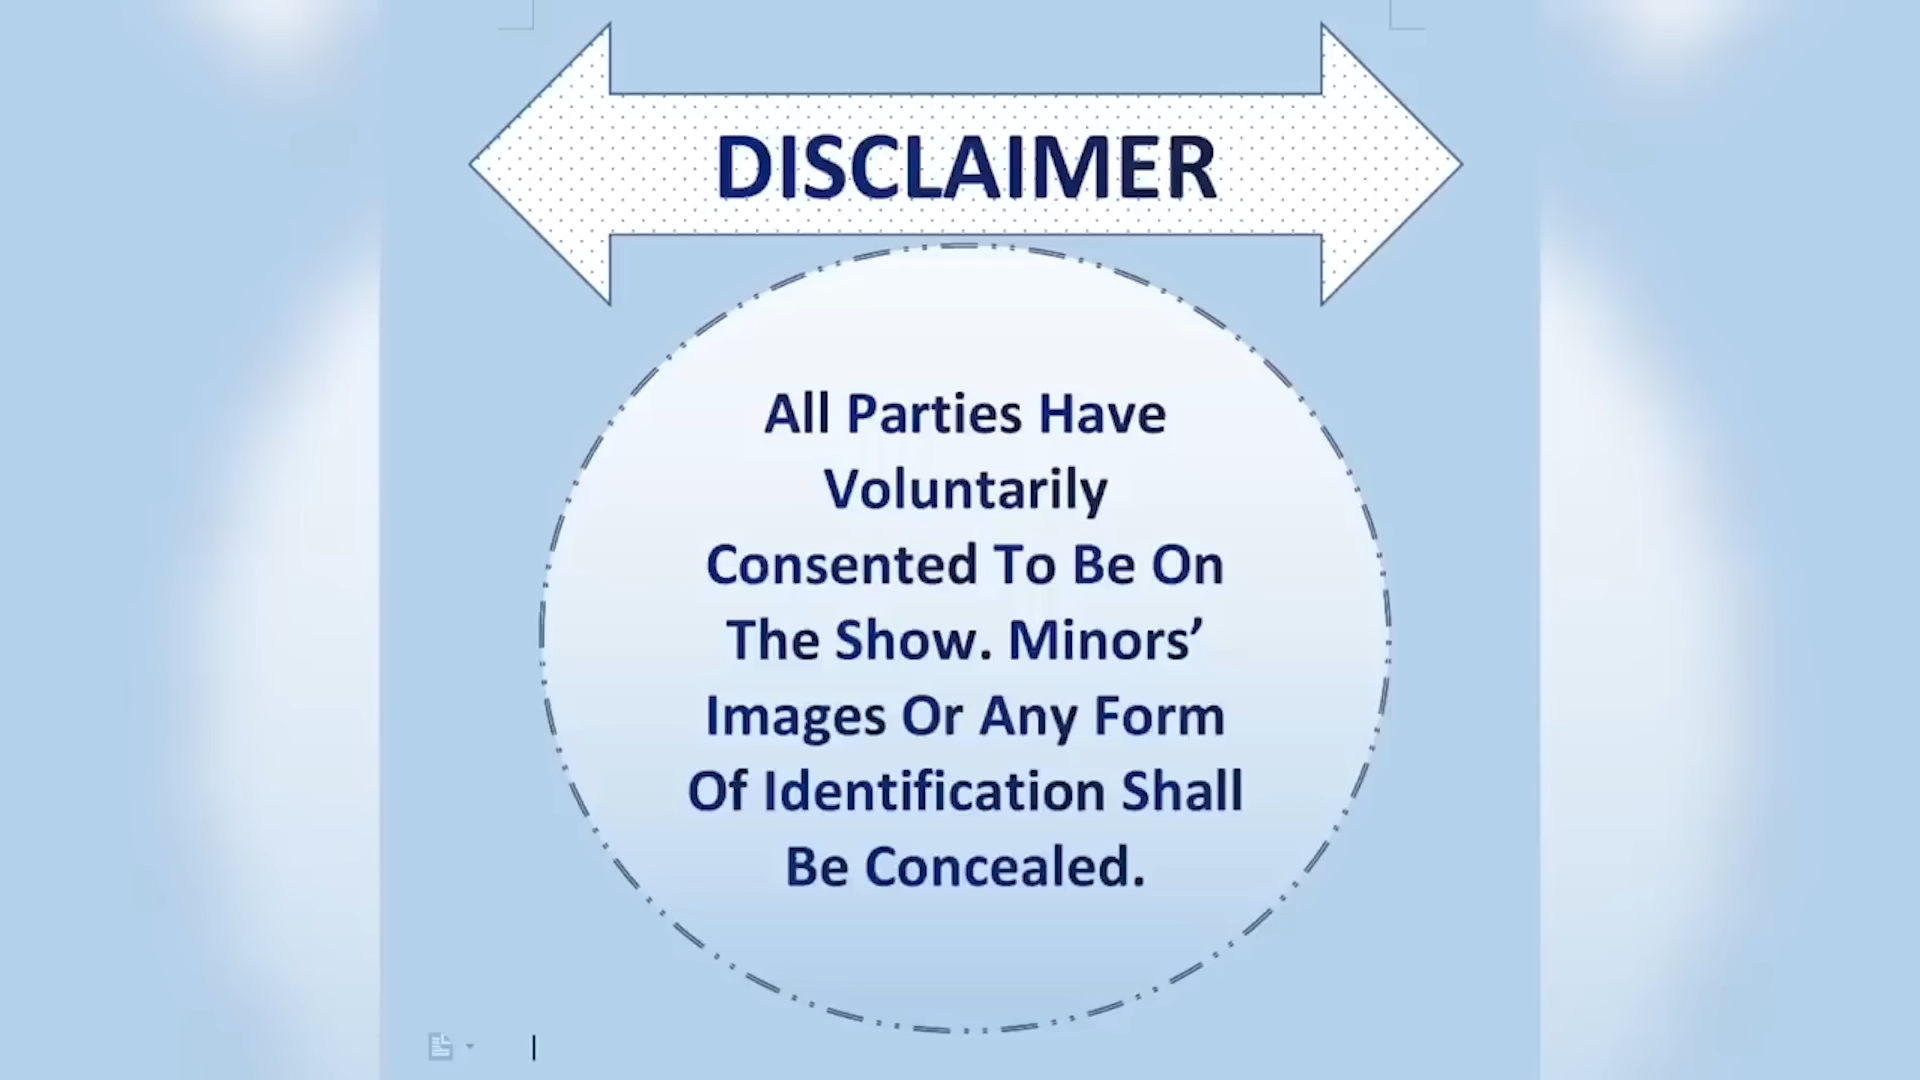 DISCLAIMER
All Parties Have
Voluntarily
Consented To Be On
The Show. Minors’
Images Or Any Form
Of Identification Shall
Be Concealed.